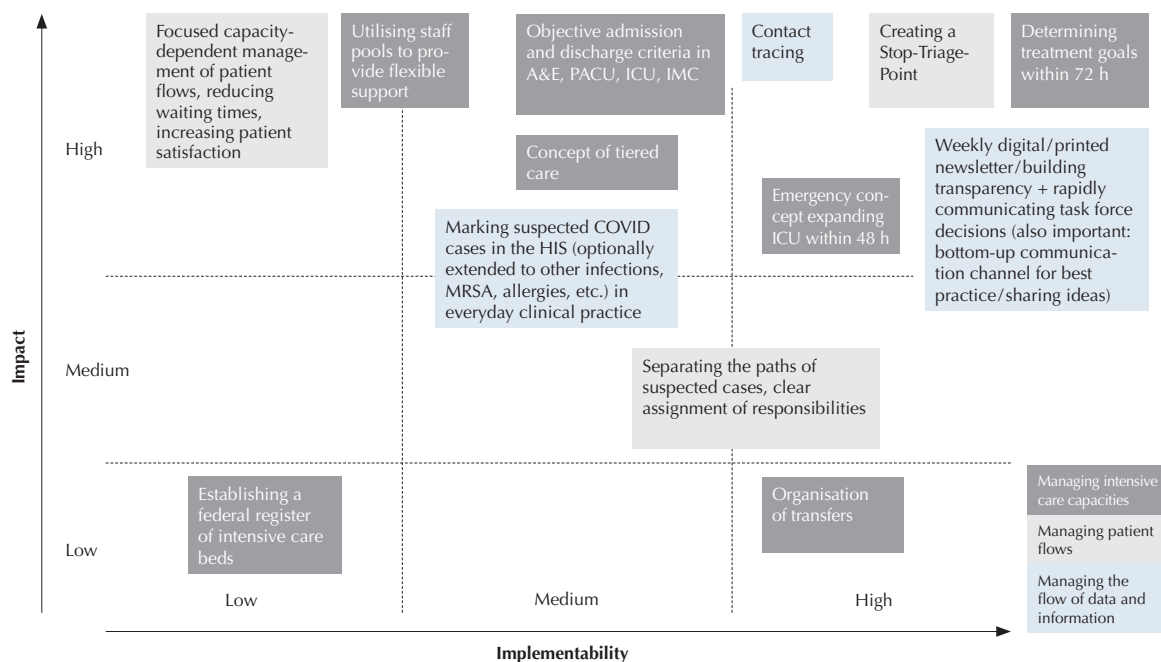 Focused capacity-
dependent manage-
ment of patient
flows, reducing
waiting times,
increasing patient
satisfaction
Utilising staff
pools to pro-
vide flexible
support
Objective admission
and discharge criteria in
A&E, PACU, ICU, IMC
Contact
tracing
Creating a
Stop-Triage-
Point
Determining
treatment goals
within 72 h
High
Concept of tiered
care
Emergency con-
cept expanding
ICU within 48 h
Weekly digital/printed
newsletter/building
transparency + rapidly
communicating task force
decisions (also important:
bottom-up communica-
tion channel for best
practice/sharing ideas)
Marking suspected COVID
cases in the HIS (optionally
extended to other infections,
MRSA, allergies, etc.) in
everyday clinical practice
Impact
Medium
Separating the paths of
suspected cases, clear
assignment of responsibilities
Low
Establishing a
federal register
of intensive care
beds
Organisation
of transfers
Managing intensive
care capacities
Managing patient
flows
Managing the
flow of data and
information
Low
Medium
High
Implementability